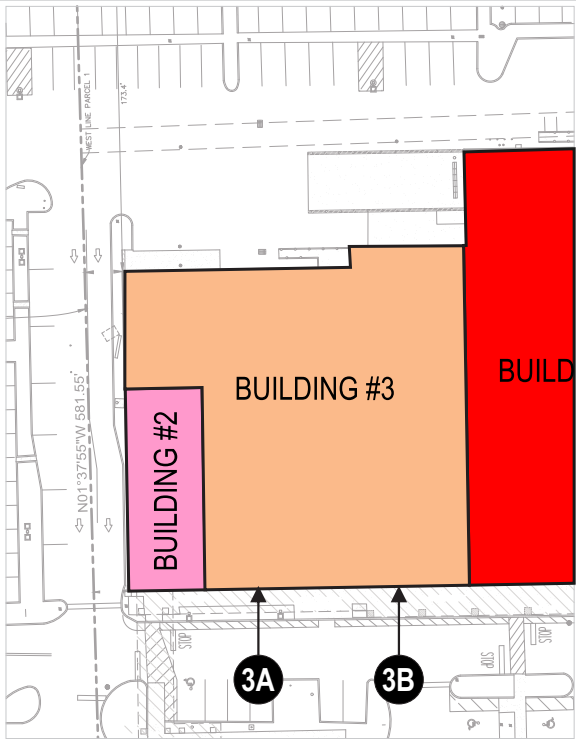 WEST LINE PARCEL 1
173.4'
N01°37'55"W 581.55'
BUILDING #3
BUILD
BUILDING #2
STOP
STOP
STOP
3A
3B